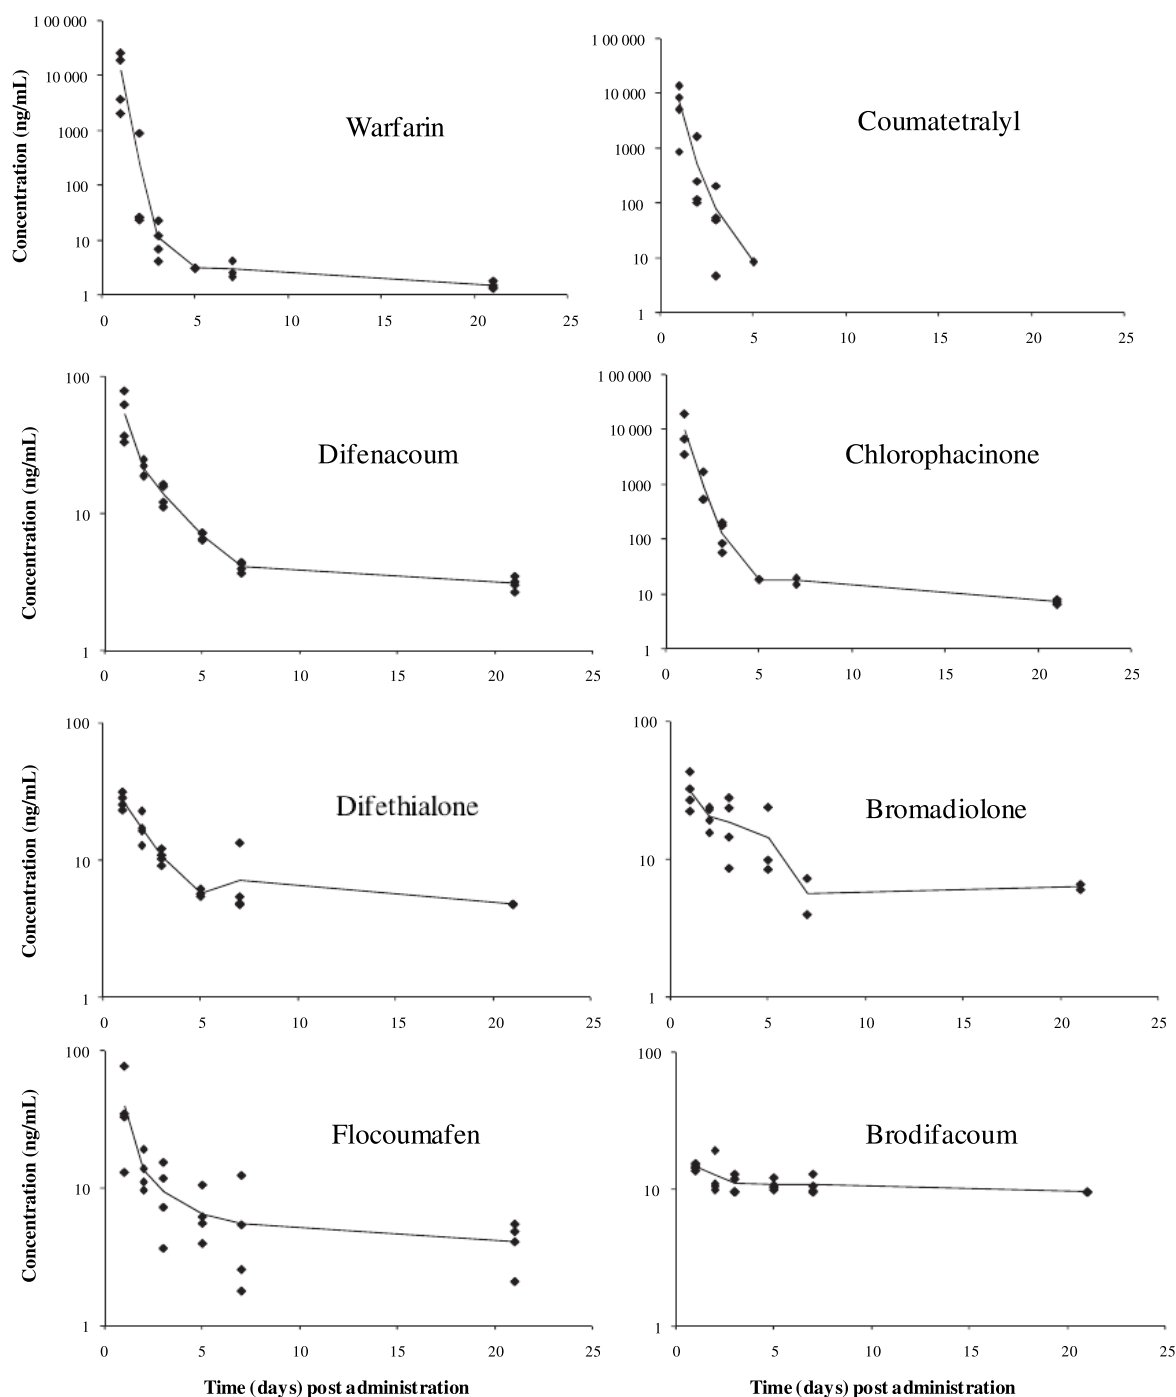 Warfarin
Concentration (ng/mL)
1 00 000
10 000
1000
100
10
1
0 5 10 15 20 25
Coumatetralyl
1 00 000
10 000
1000
100
10
1
0 5 10 15 20 25
Difenacoum
Concentration (ng/mL)
100
10
1
0 5 10 15 20 25
Chlorophacinone
1 00 000
10 000
1000
100
10
1
0 5 10 15 20 25
Difethialone
Concentration (ng/mL)
100
10
1
0 5 10 15 20 25
Bromadiolone
100
10
1
0 5 10 15 20 25
Flocoumafen
Concentration (ng/mL)
100
10
1
0 5 10 15 20 25
Time (days) post administration
Brodifacoum
100
10
1
0 5 10 15 20 25
Time (days) post administration